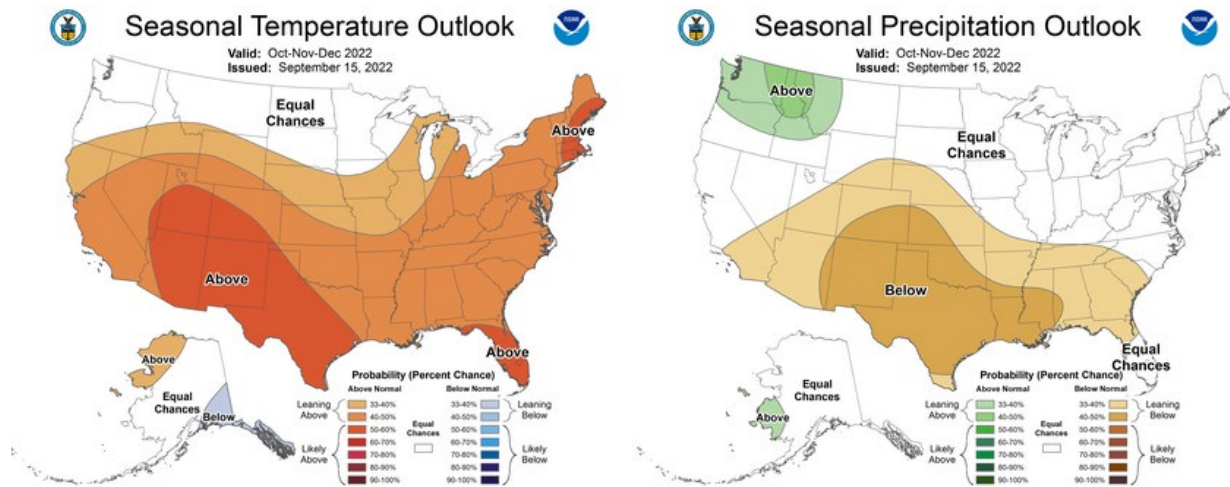 Seasonal Temperature Outlook
Valid: Oct-Nov-Dec 2022
Issued: September 15, 2022
Equal
Chances
Above
Above
Above
Above
Equal
Chances
Below
Probability (Percent Chance)
Above Normal
Below Normal
Leaning
Above
33-40%
40-50%
Likely
Above
50-60%
60-70%
70-80%
80-90%
90-100%
Equal
Chances
33-40%
40-50%
Leaning
Below
50-60%
60-70%
70-80%
80-90%
90-100%
Likely
Below
Seasonal Precipitation Outlook
Valid: Oct-Nov-Dec 2022
Issued: September 15, 2022
Above
Equal
Chances
Below
Equal
Chances
Above
Equal
Chances
Probability (Percent Chance)
Above Normal
Below Normal
Leaning
Above
33-40%
40-50%
Likely
Above
50-60%
60-70%
70-80%
80-90%
90-100%
Equal
Chances
33-40%
40-50%
Leaning
Below
50-60%
60-70%
70-80%
80-90%
90-100%
Likely
Below